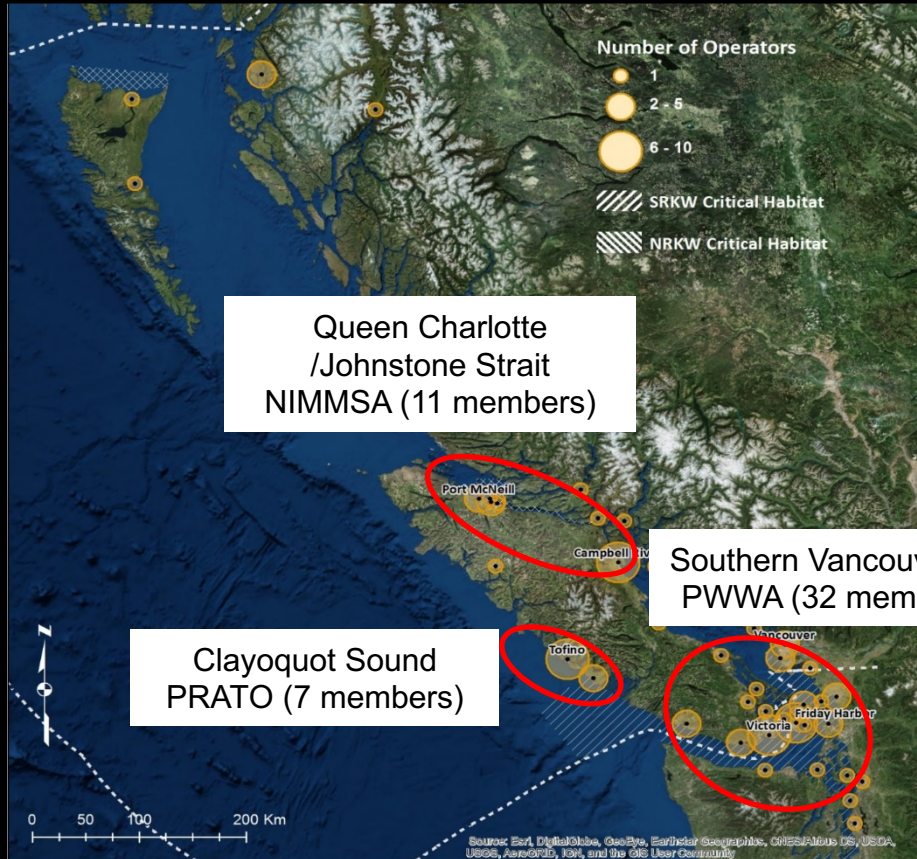 Number of Operators
1
2 - 5
6 - 10
SRKW Critical Habitat
NRKW Critical Habitat
Queen Charlotte
/Johnstone Strait
NIMMSA (11 members)
Port McNeill
Campbell Riv
Southern Vancouv
PWWA (32 mem
Vancouver
Tofino
Clayoquot Sound
PRATO (7 members)
Friday Harbor
Victoria
N
0 50 100 200 Km
Source: Esri, DigitalGlobe, GeoEye, Earthstar Geographics, CNES/Airbus DS, USDA,
USGS, AeroGRID, IGN, and the GIS User Community